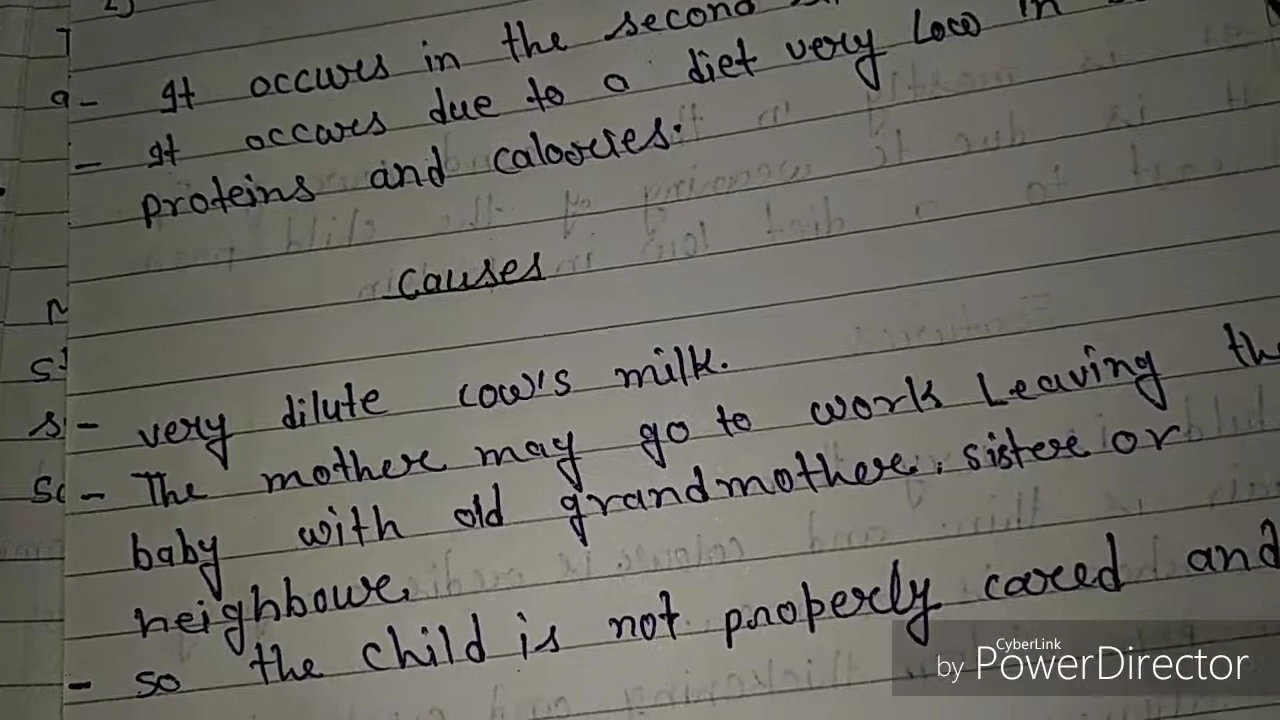 - It occurs in the second
- It occurs due to a diet very low in
proteins and calories.
causes
- very dilute cow's milk.
- The mother may go to work Leaving
baby with old grandmother, sister or
neighbour.
- so the child is not properly cared and
CyberLink
by PowerDirector